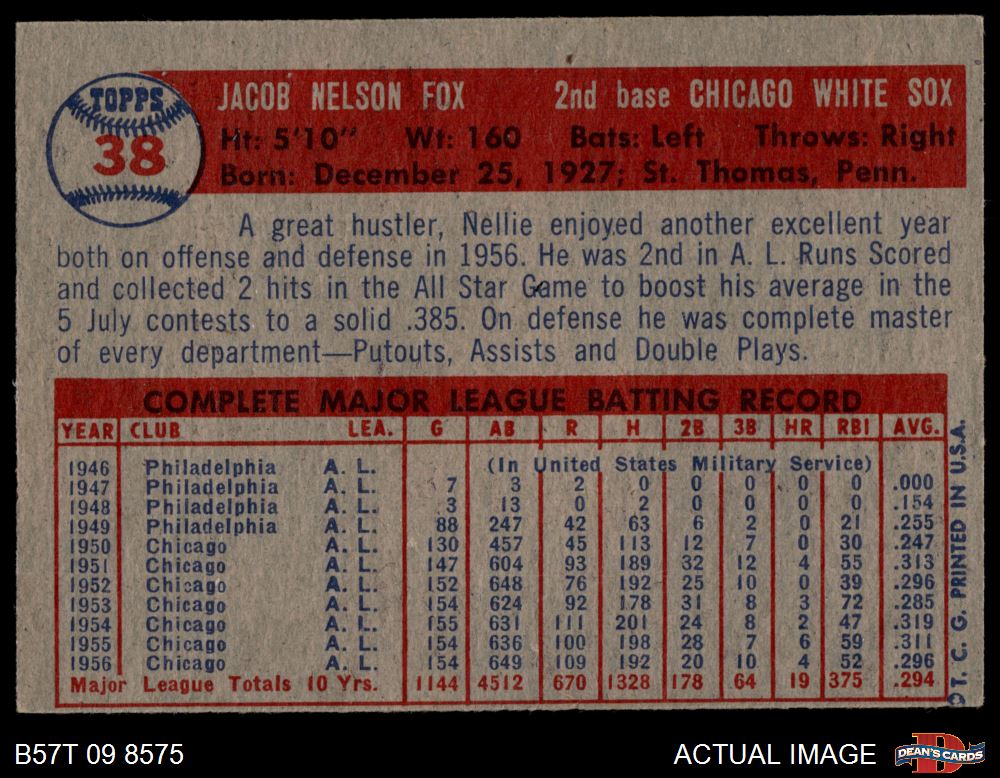 TOPPS
38
JACOB NELSON FOX 2nd base CHICAGO WHITE SOX
Ht: 5'10" Wt: 160 Bats: Left Throws: Right
Born: December 25, 1927; St. Thomas, Penn.
A great hustler, Nellie enjoyed another excellent year
both on offense and defense in 1956. He was 2nd in A. L. Runs Scored
and collected 2 hits in the All Star Game to boost his average in the
5 July contests to a solid .385. On defense he was complete master
of every department—Putouts, Assists and Double Plays.
COMPLETE MAJOR LEAGUE BATTING RECORD
YEAR CLUB LEA. G AB R H 2B 3B HR RBI AVG.
1946 Philadelphia A. L. (In United States Military Service)
1947 Philadelphia A. L. 7 3 2 0 0 0 0 0 .000
1948 Philadelphia A. L. 3 13 0 2 0 0 0 0 .154
1949 Philadelphia A. L. 88 247 42 63 6 2 0 21 .255
1950 Chicago A. L. 130 457 45 113 12 7 0 30 .247
1951 Chicago A. L. 147 604 93 189 32 12 4 55 .313
1952 Chicago A. L. 152 648 76 192 25 10 0 39 .296
1953 Chicago A. L. 154 624 92 178 31 8 3 72 .285
1954 Chicago A. L. 155 631 111 201 24 8 2 47 .319
1955 Chicago A. L. 154 636 100 198 28 7 6 59 .311
1956 Chicago A. L. 154 649 109 192 20 10 4 52 .296
Major League Totals 10 Yrs. 1144 4512 670 1328 178 64 19 375 .294
© T. C. G. PRINTED IN U.S.A.
B57T 09 8575 ACTUAL IMAGE
DEAN'S CARDS